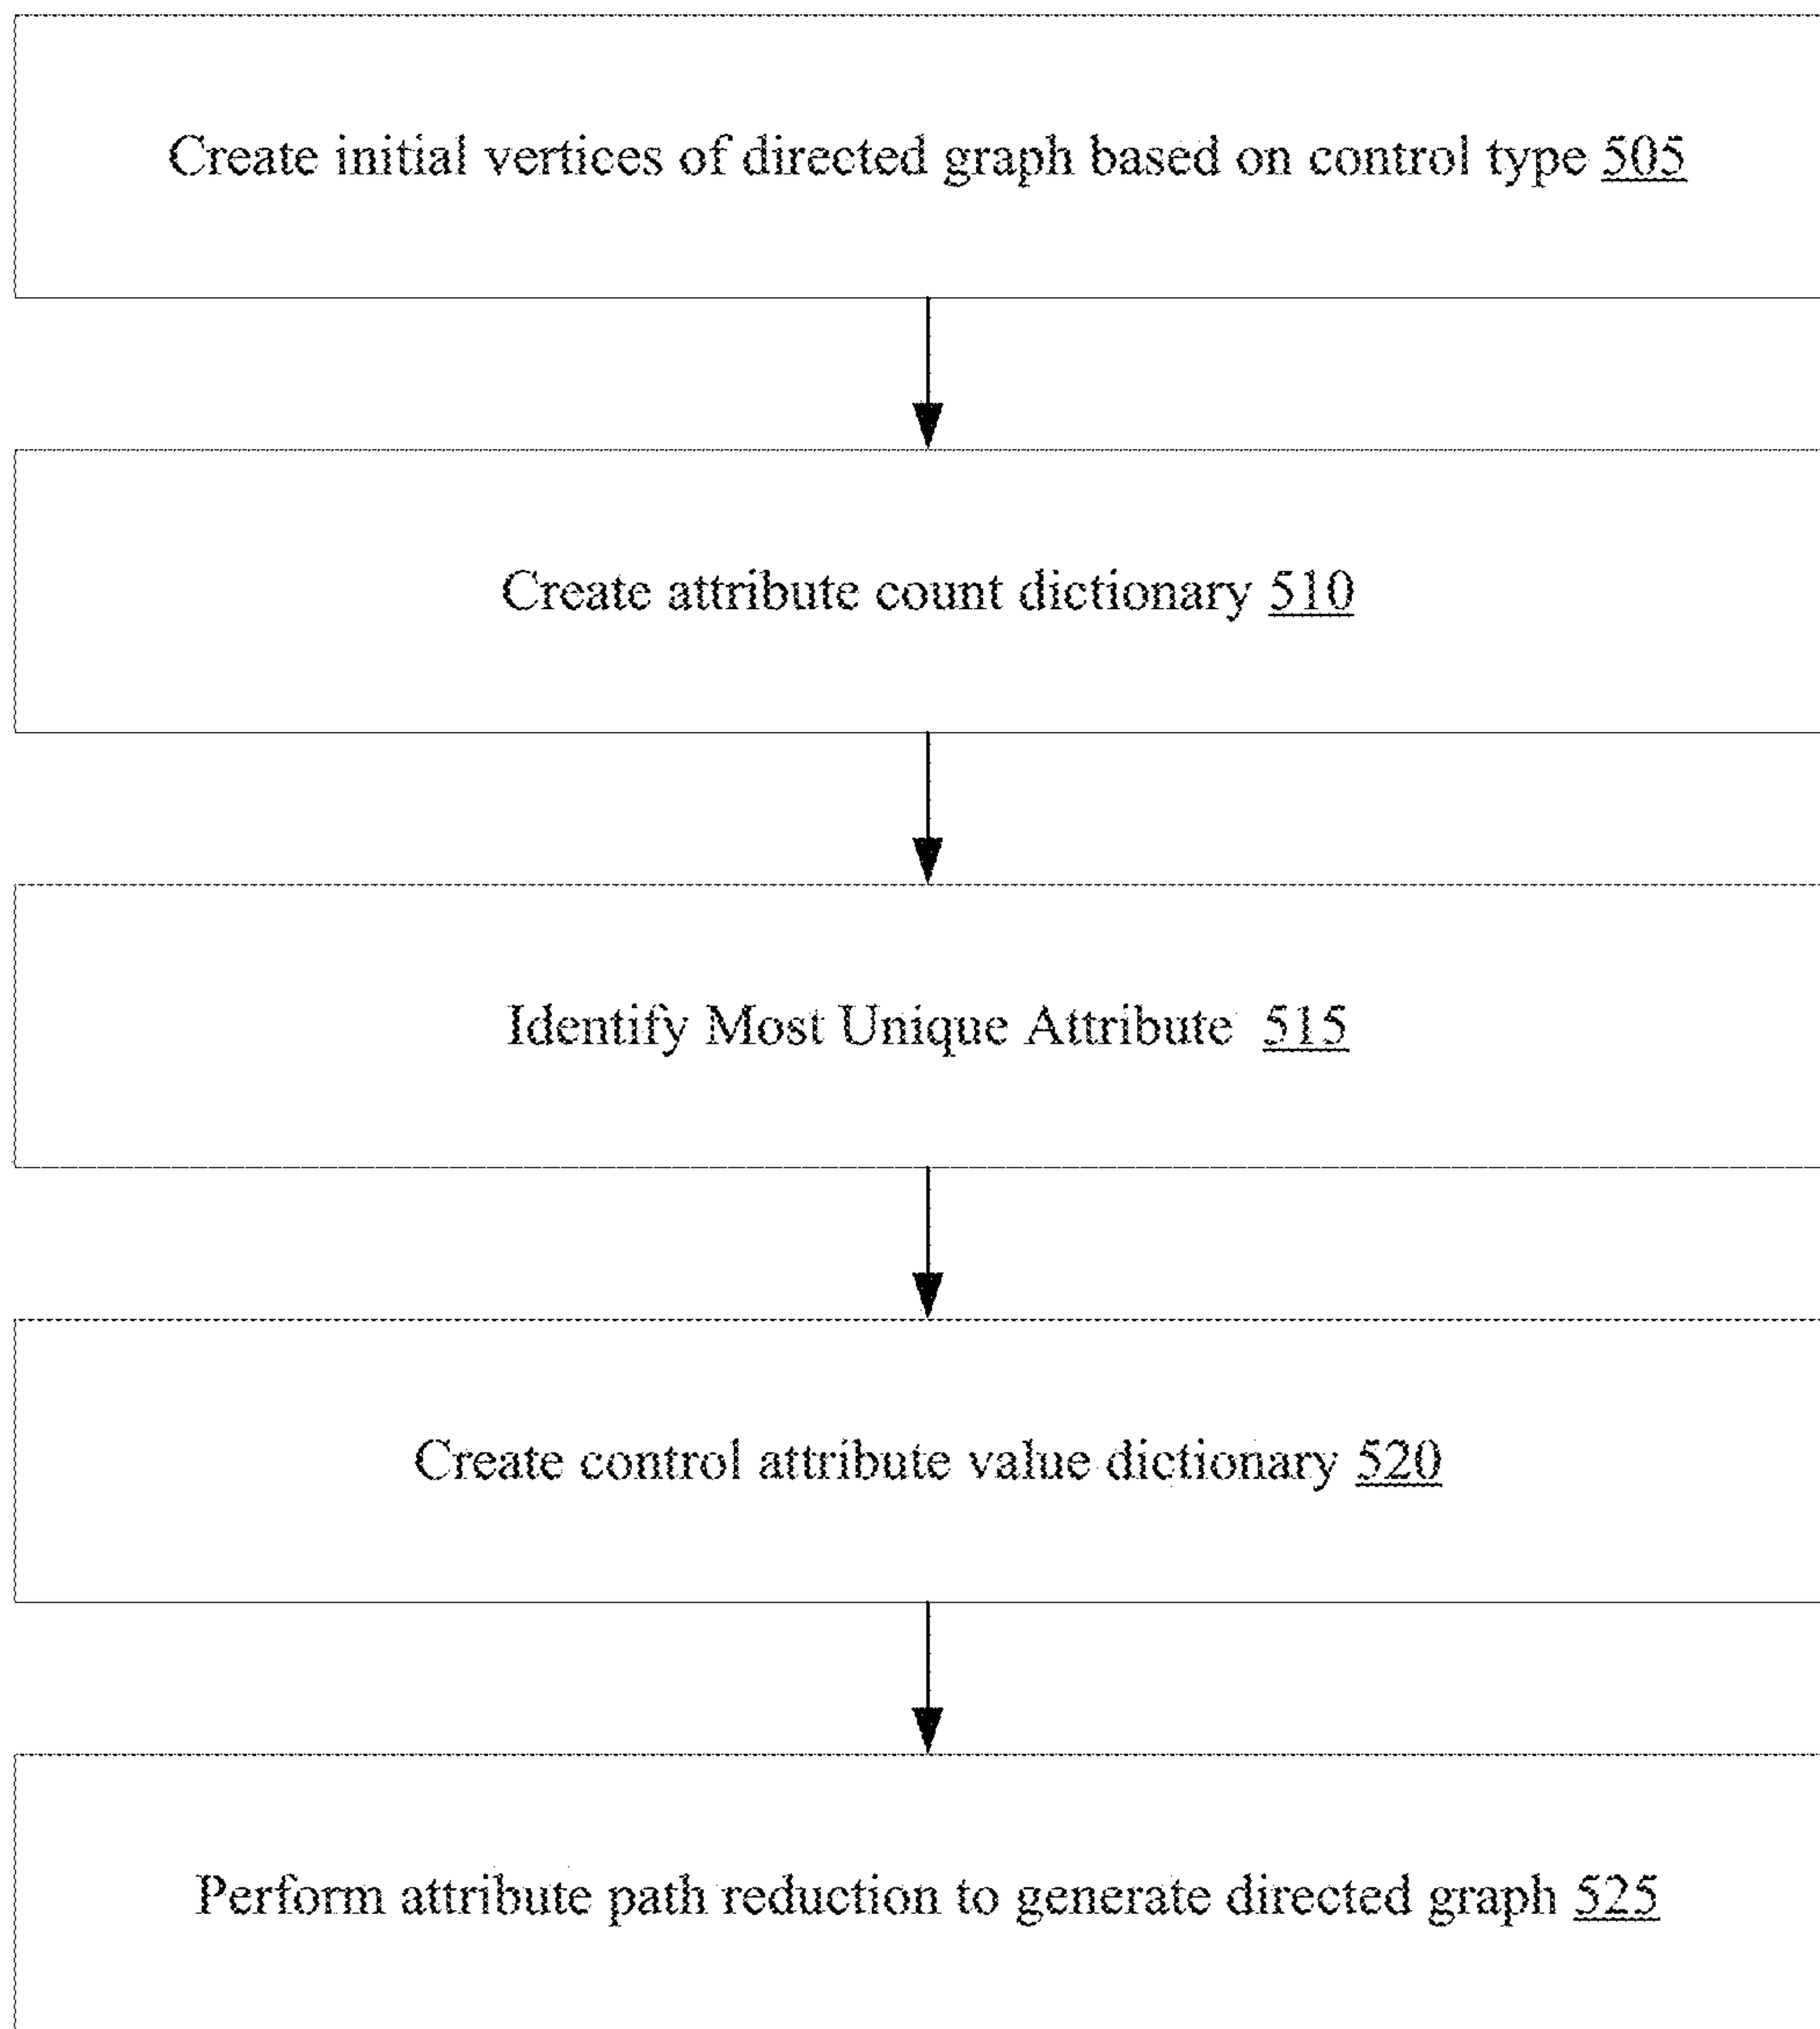 Create initial vertices of directed graph based on control type 505
Create attribute count dictionary 510
Identify Most Unique Attribute 515
Create control attribute value dictionary 520
Perform attribute path reduction to generate directed graph 525